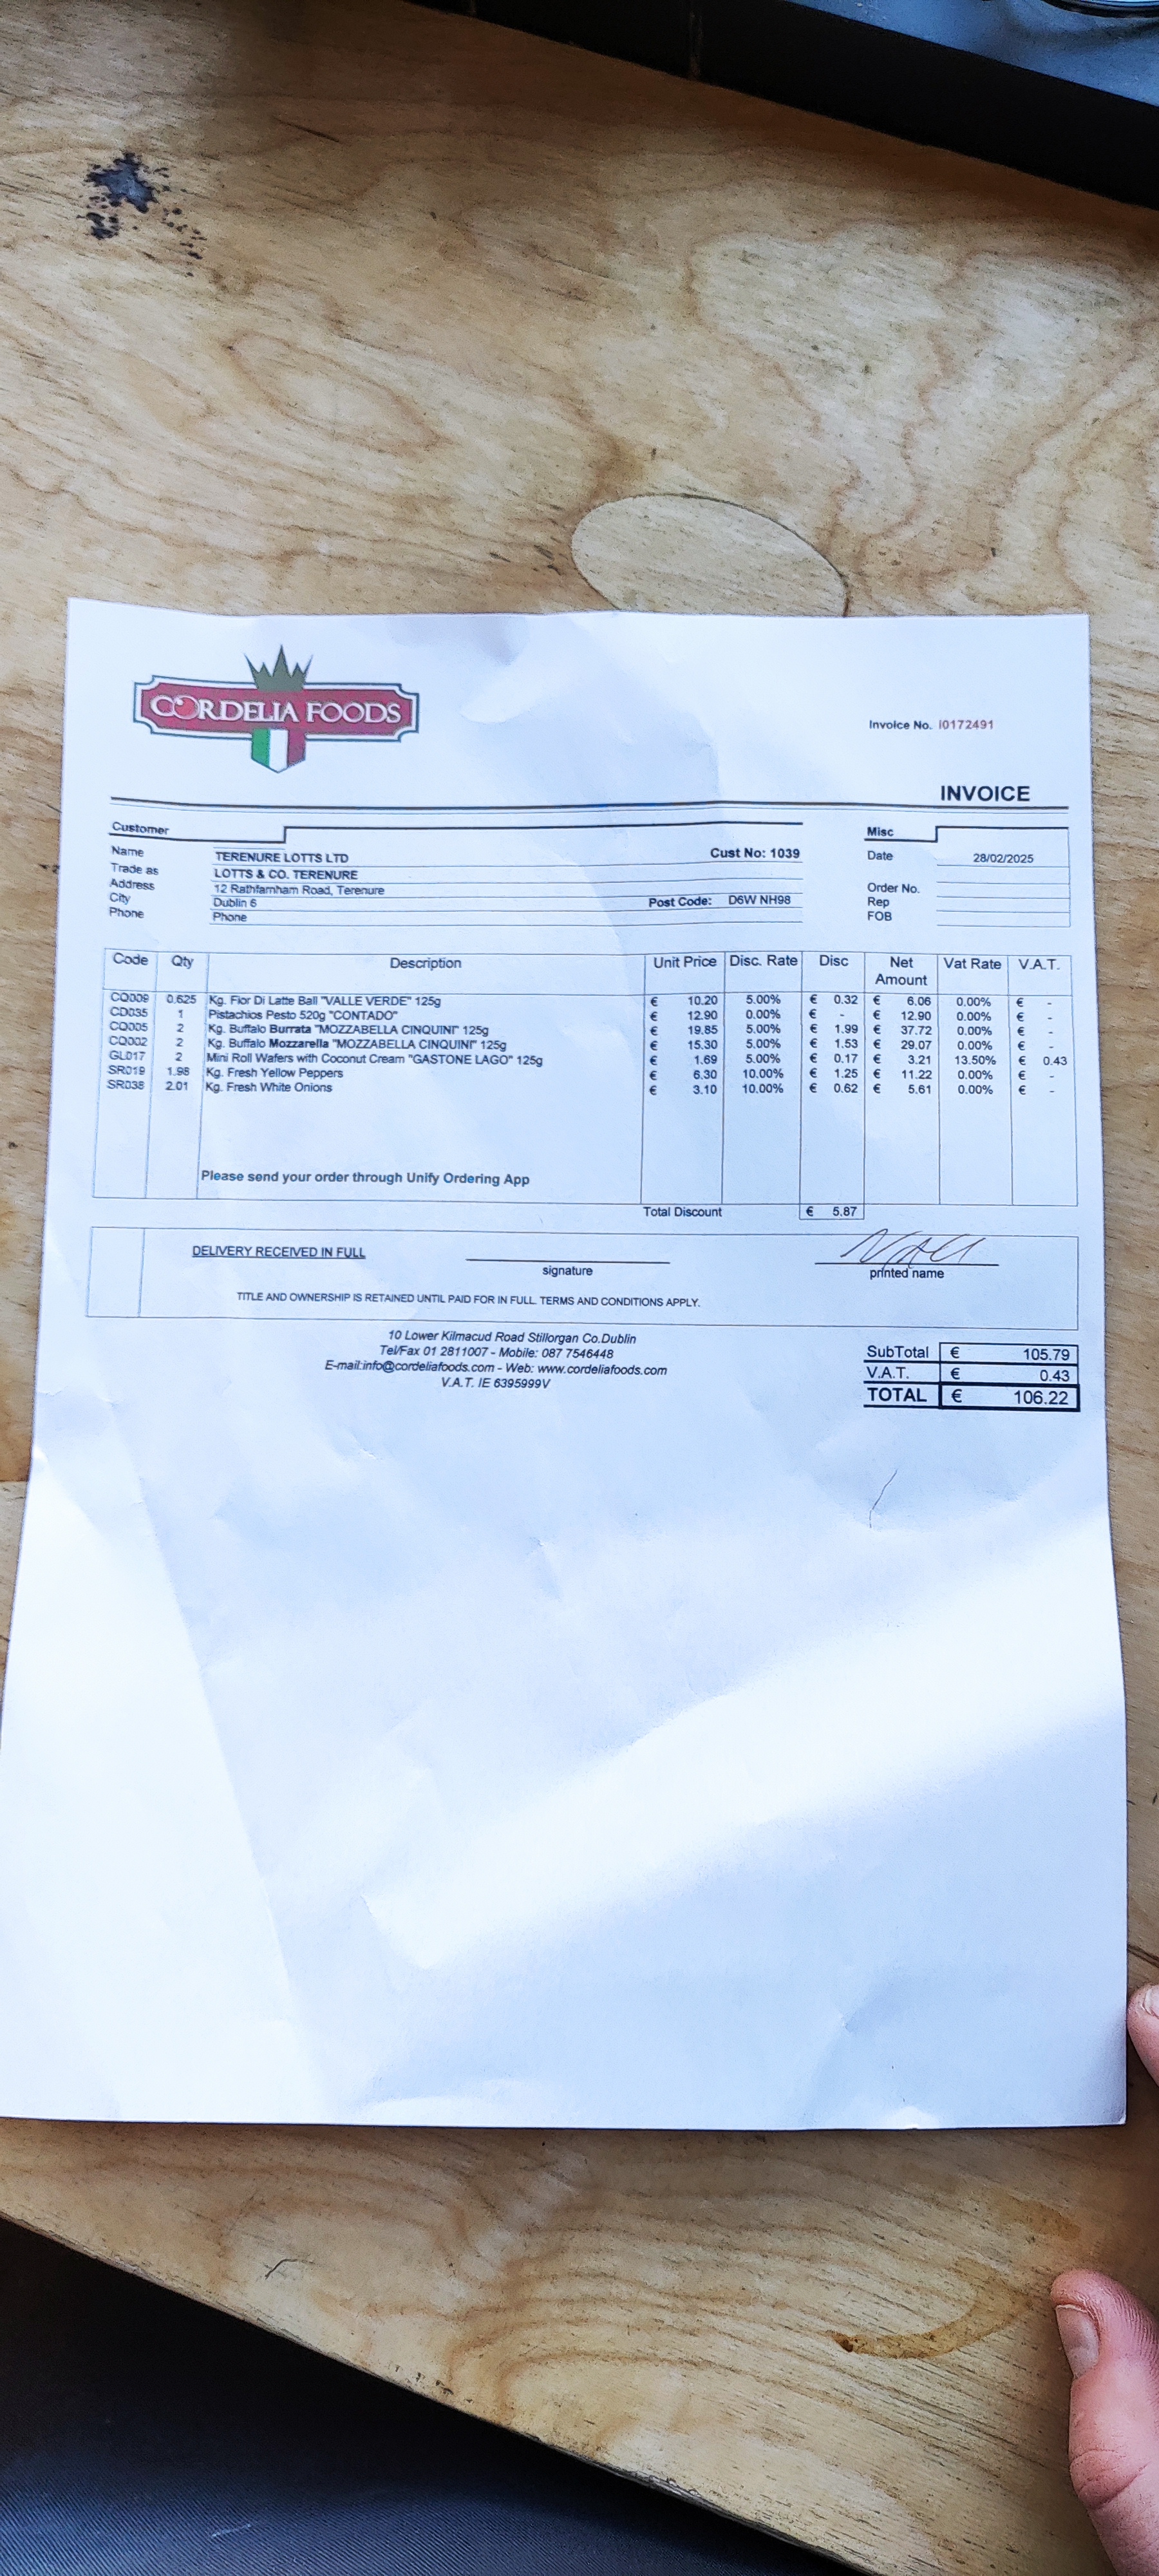 CORDELIA FOODS
Invoice No. I0172491
INVOICE
Customer
Misc
Name TERENURE LOTTS LTD Cust No: 1039
Date 28/02/2025
Trade as LOTTS & CO. TERENURE
Address 12 Rathfarnham Road, Terenure
Order No.
City Dublin 6 Post Code: D6W NH98
Rep
Phone Phone
FOB
Code Qty Description Unit Price Disc. Rate Disc Net Amount Vat Rate V.A.T.
CQ009 0.625 Kg. Fior Di Latte Ball "VALLE VERDE" 125g € 10.20 5.00% € 0.32 € 6.06 0.00% € -
CD035 1 Pistachios Pesto 520g "CONTADO" € 12.90 0.00% € - € 12.90 0.00% € -
CQ005 2 Kg. Buffalo Burrata "MOZZABELLA CINQUINI" 125g € 19.85 5.00% € 1.99 € 37.72 0.00% € -
CQ002 2 Kg. Buffalo Mozzarella "MOZZABELLA CINQUINI" 125g € 15.30 5.00% € 1.53 € 29.07 0.00% € -
GL017 2 Mini Roll Wafers with Coconut Cream "GASTONE LAGO" 125g € 1.69 5.00% € 0.17 € 3.21 13.50% € 0.43
SR019 1.98 Kg. Fresh Yellow Peppers € 6.30 10.00% € 1.25 € 11.22 0.00% € -
SR038 2.01 Kg. Fresh White Onions € 3.10 10.00% € 0.62 € 5.61 0.00% € -
Please send your order through Unify Ordering App
Total Discount € 5.87
DELIVERY RECEIVED IN FULL
signature
printed name
TITLE AND OWNERSHIP IS RETAINED UNTIL PAID FOR IN FULL. TERMS AND CONDITIONS APPLY.
10 Lower Kilmacud Road Stillorgan Co.Dublin
Tel/Fax 01 2811007 - Mobile: 087 7546448
E-mail:info@cordeliafoods.com - Web: www.cordeliafoods.com
V.A.T. IE 6395999V
SubTotal € 105.79
V.A.T. € 0.43
TOTAL € 106.22